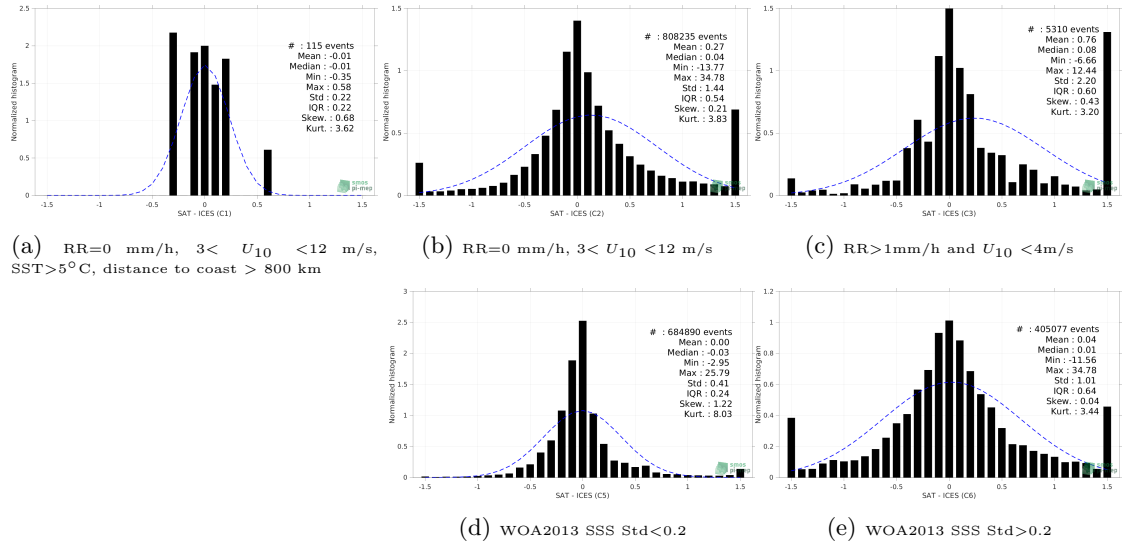 2.5
2
1.5
1
0.5
0
Normalized histogram
# : 115 events
Mean : -0.01
Median : -0.01
Min : -0.35
Max : 0.58
Std : 0.22
IQR : 0.22
Skew. : 0.68
Kurt. : 3.62
smos
pi-mep
-1.5 -1 -0.5 0 0.5 1 1.5
SAT - ICES (C1)
(a) RR=0 mm/h, 3< U10 <12 m/s,
SST>5°C, distance to coast > 800 km
1.5
1
0.5
0
Normalized histogram
# : 808235 events
Mean : 0.27
Median : 0.04
Min : -13.77
Max : 34.78
Std : 1.44
IQR : 0.54
Skew. : 0.21
Kurt. : 3.83
smos
pi-mep
-1.5 -1 -0.5 0 0.5 1 1.5
SAT - ICES (C2)
(b) RR=0 mm/h, 3< U10 <12 m/s
1.5
1
0.5
0
Normalized histogram
# : 5310 events
Mean : 0.76
Median : 0.08
Min : -6.66
Max : 12.44
Std : 2.20
IQR : 0.60
Skew. : 0.43
Kurt. : 3.20
smos
pi-mep
-1.5 -1 -0.5 0 0.5 1 1.5
SAT - ICES (C3)
(c) RR>1mm/h and U10 <4m/s
3
2.5
2
1.5
1
0.5
0
Normalized histogram
# : 684890 events
Mean : 0.00
Median : -0.03
Min : -2.95
Max : 25.79
Std : 0.41
IQR : 0.24
Skew. : 1.22
Kurt. : 8.03
smos
pi-mep
-1.5 -1 -0.5 0 0.5 1 1.5
SAT - ICES (C5)
(d) WOA2013 SSS Std<0.2
1.2
1
0.8
0.6
0.4
0.2
0
Normalized histogram
# : 405077 events
Mean : 0.04
Median : 0.01
Min : -11.56
Max : 34.78
Std : 1.01
IQR : 0.64
Skew. : 0.04
Kurt. : 3.44
smos
pi-mep
-1.5 -1 -0.5 0 0.5 1 1.5
SAT - ICES (C6)
(e) WOA2013 SSS Std>0.2